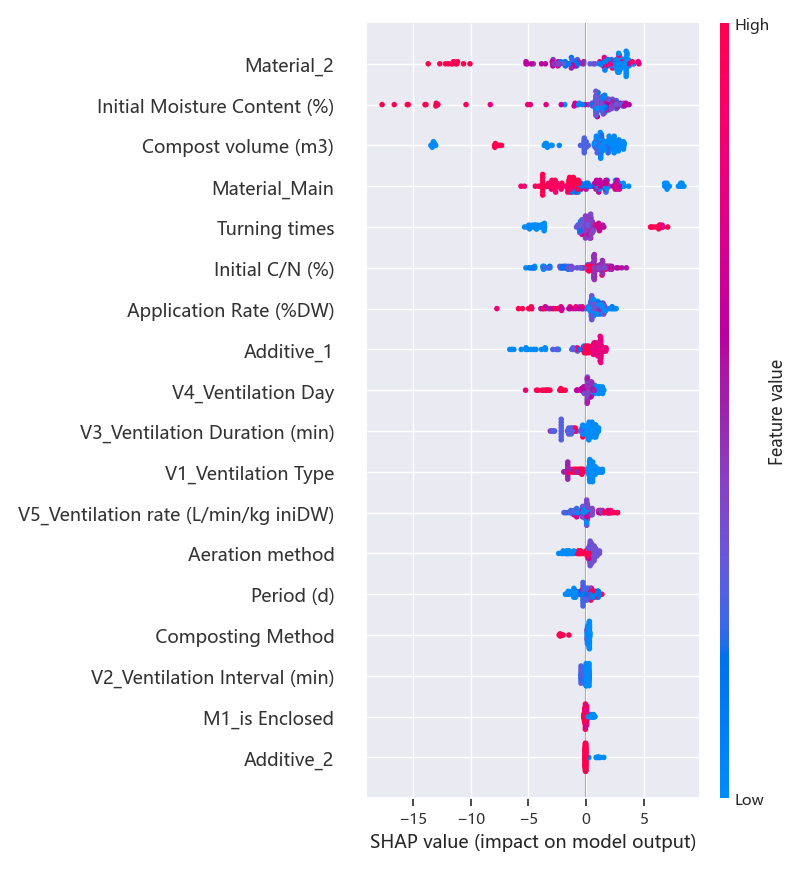 High
Material_2
Initial Moisture Content (%)
Compost volume (m3)
Material_Main
Turning times
Initial C/N (%)
Application Rate (%DW)
Additive_1
V4_Ventilation Day
V3_Ventilation Duration (min)
V1_Ventilation Type
V5_Ventilation rate (L/min/kg iniDW)
Aeration method
Period (d)
Composting Method
V2_Ventilation Interval (min)
M1_is Enclosed
Additive_2
Feature value
Low
−15 −10 −5 0 5
SHAP value (impact on model output)